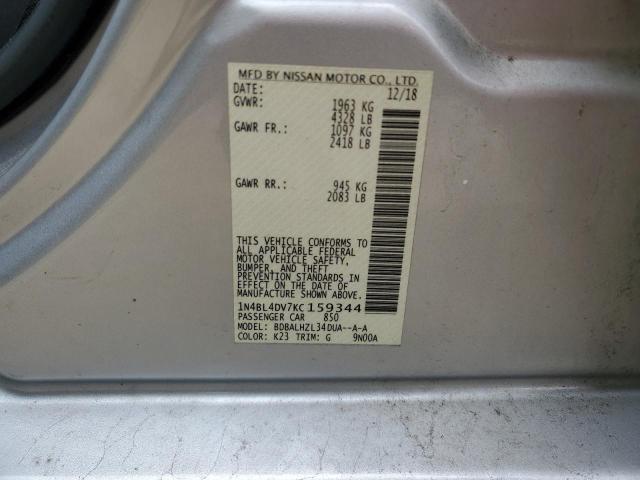 MFD BY NISSAN MOTOR CO., LTD.
DATE: 12/18
GVWR: 1963 KG
4328 LB
GAWR FR.: 1097 KG
2418 LB
GAWR RR.: 945 KG
2083 LB
THIS VEHICLE CONFORMS TO
ALL APPLICABLE FEDERAL
MOTOR VEHICLE SAFETY,
BUMPER, AND THEFT
PREVENTION STANDARDS IN
EFFECT ON THE DATE OF
MANUFACTURE SHOWN ABOVE.
1N4BL4DV7KC159344
PASSENGER CAR 850
MODEL: BDBALHZL34DUA--A-A
COLOR: K23 TRIM: G 9N00A